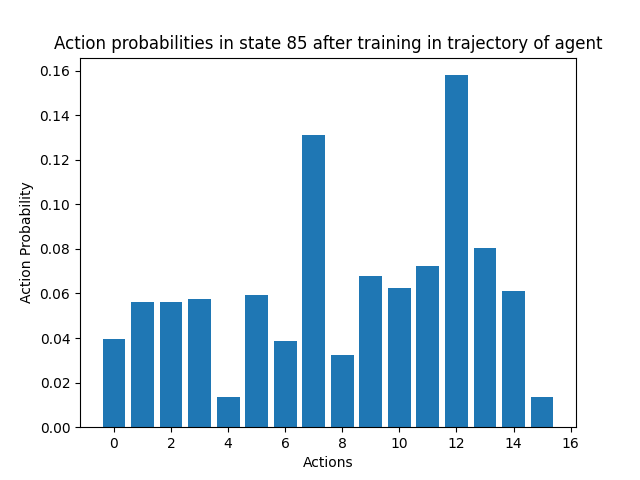 Action probabilities in state 85 after training in trajectory of agent
0.16
0.14
0.12
0.10
0.08
0.06
0.04
0.02
0.00
Action Probability
0 2 4 6 8 10 12 14 16
Actions